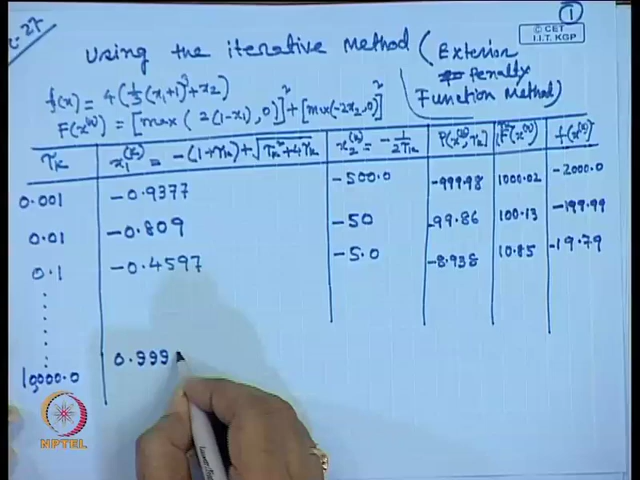 L-27
①
© CET
I.I.T. KGP
Using the iterative Method (Exterior
Penalty
Function Method)
f(x) = 4(1/3 (x₁+1)³ + x₂)
F(x⁽ᵏ⁾) = [max(2(1-x₁), 0)]² + [max(-2x₂, 0)]²
rₖ | x₁⁽ᵏ⁾ = -(1+rₖ)+√(rₖ²+4rₖ) | x₂⁽ᵏ⁾ = -1/(2rₖ) | P(x⁽ᵏ⁾, rₖ) | F(x⁽ᵏ⁾) | f(x⁽ᵏ⁾)
0.001 | -0.9377 | -500.0 | -999.98 | 1000.02 | -2000.0
0.01 | -0.809 | -50 | -99.86 | 100.13 | -199.99
0.1 | -0.4597 | -5.0 | -8.938 | 10.85 | -19.79
10,000.0 | 0.999
NPTEL